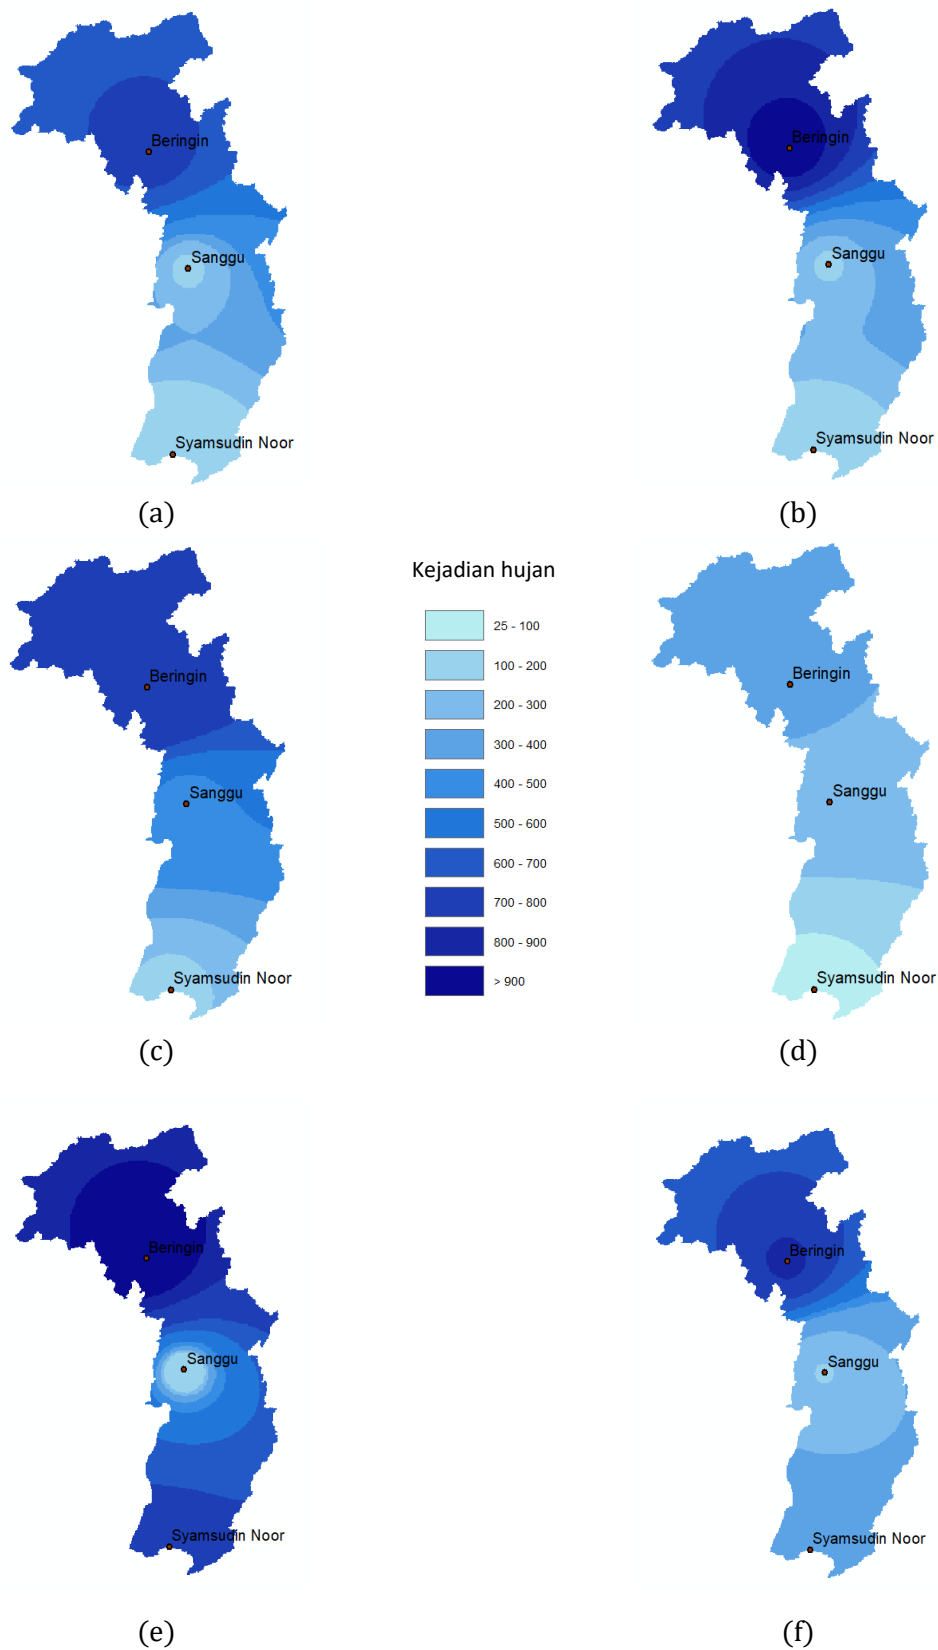 Beringin
Sanggu
Syamsudin Noor
(a)
Beringin
Sanggu
Syamsudin Noor
(b)
Beringin
Sanggu
Syamsudin Noor
(c)
Kejadian hujan
25 - 100
100 - 200
200 - 300
300 - 400
400 - 500
500 - 600
600 - 700
700 - 800
800 - 900
> 900
Beringin
Sanggu
Syamsudin Noor
(d)
Beringin
Sanggu
Syamsudin Noor
(e)
Beringin
Sanggu
Syamsudin Noor
(f)